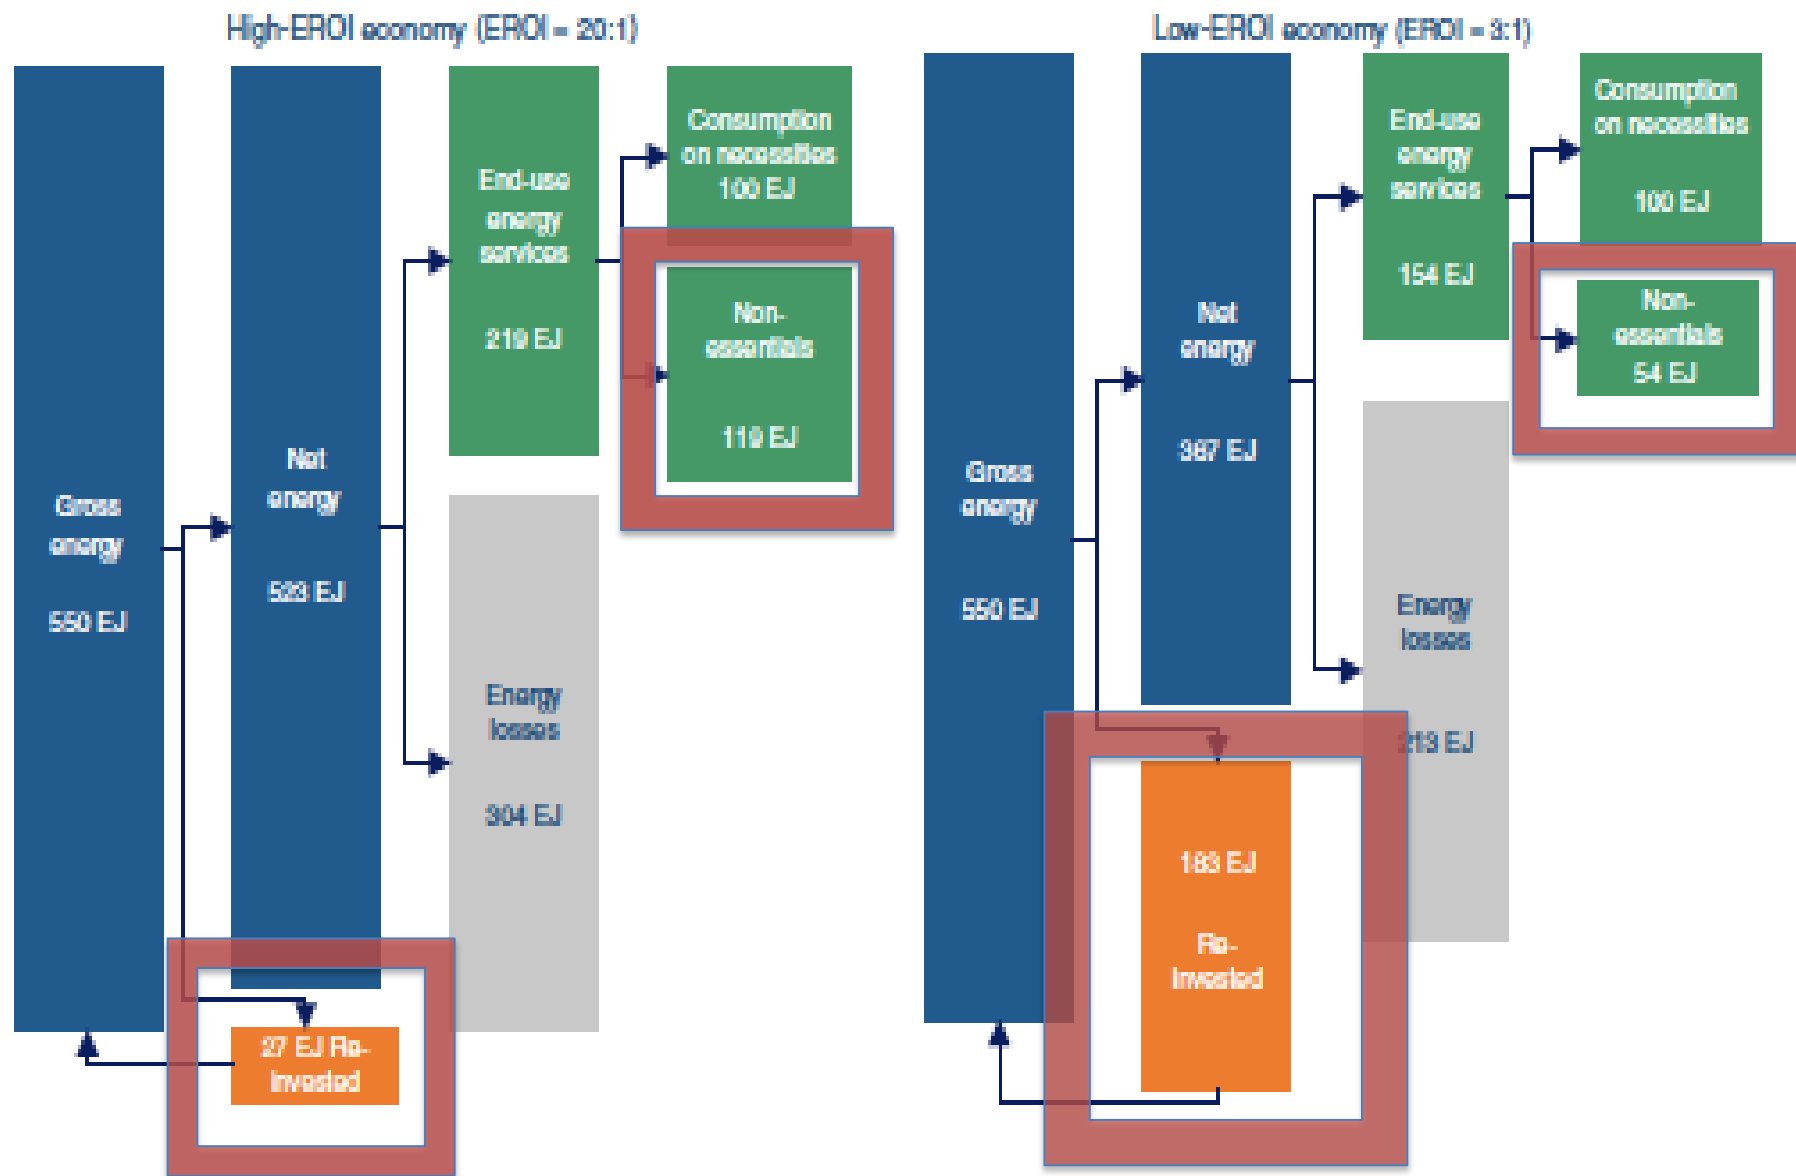 High-EROI economy (EROI = 20:1)
Gross
energy
550 EJ
Net
energy
523 EJ
27 EJ Re-
invested
End-use
energy
services
219 EJ
Energy
losses
304 EJ
Consumption
on necessities
100 EJ
Non-
essentials
119 EJ
Low-EROI economy (EROI = 3:1)
Gross
energy
550 EJ
Net
energy
367 EJ
183 EJ
Re-
invested
End-use
energy
services
154 EJ
Energy
losses
213 EJ
Consumption
on necessities
100 EJ
Non-
essentials
54 EJ